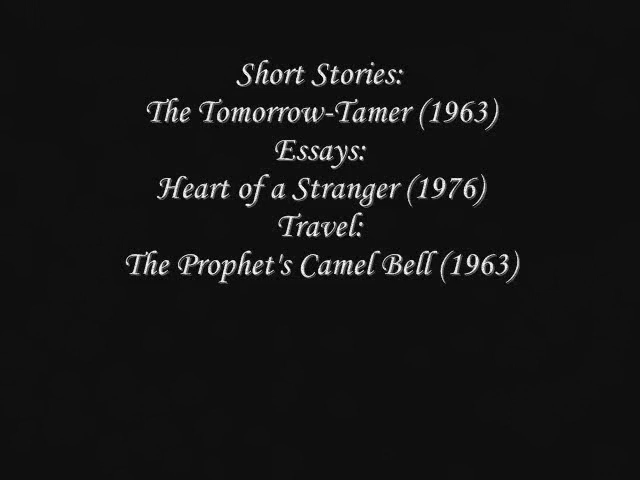 Short Stories:
The Tomorrow-Tamer (1963)
Essays:
Heart of a Stranger (1976)
Travel:
The Prophet's Camel Bell (1963)